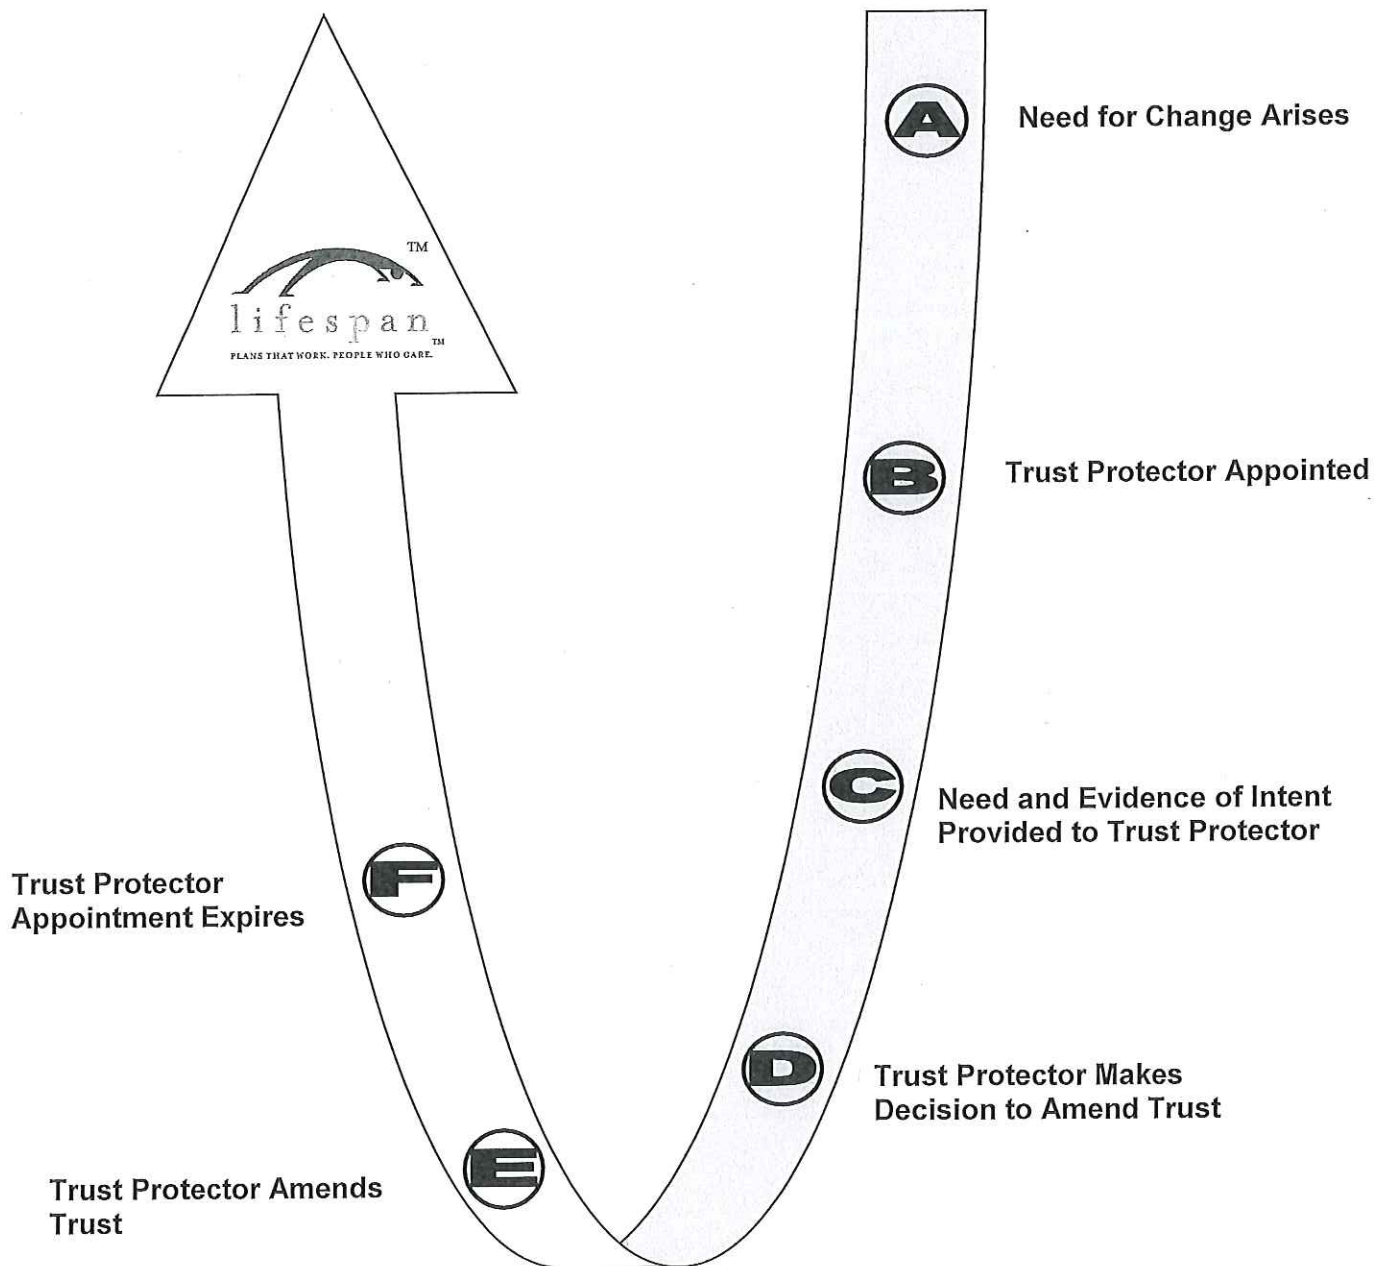 A
Need for Change Arises
B
Trust Protector Appointed
C
Need and Evidence of Intent
Provided to Trust Protector
D
Trust Protector Makes
Decision to Amend Trust
E
Trust Protector Amends
Trust
F
Trust Protector
Appointment Expires
TM
lifespan
TM
PLANS THAT WORK. PEOPLE WHO CARE.